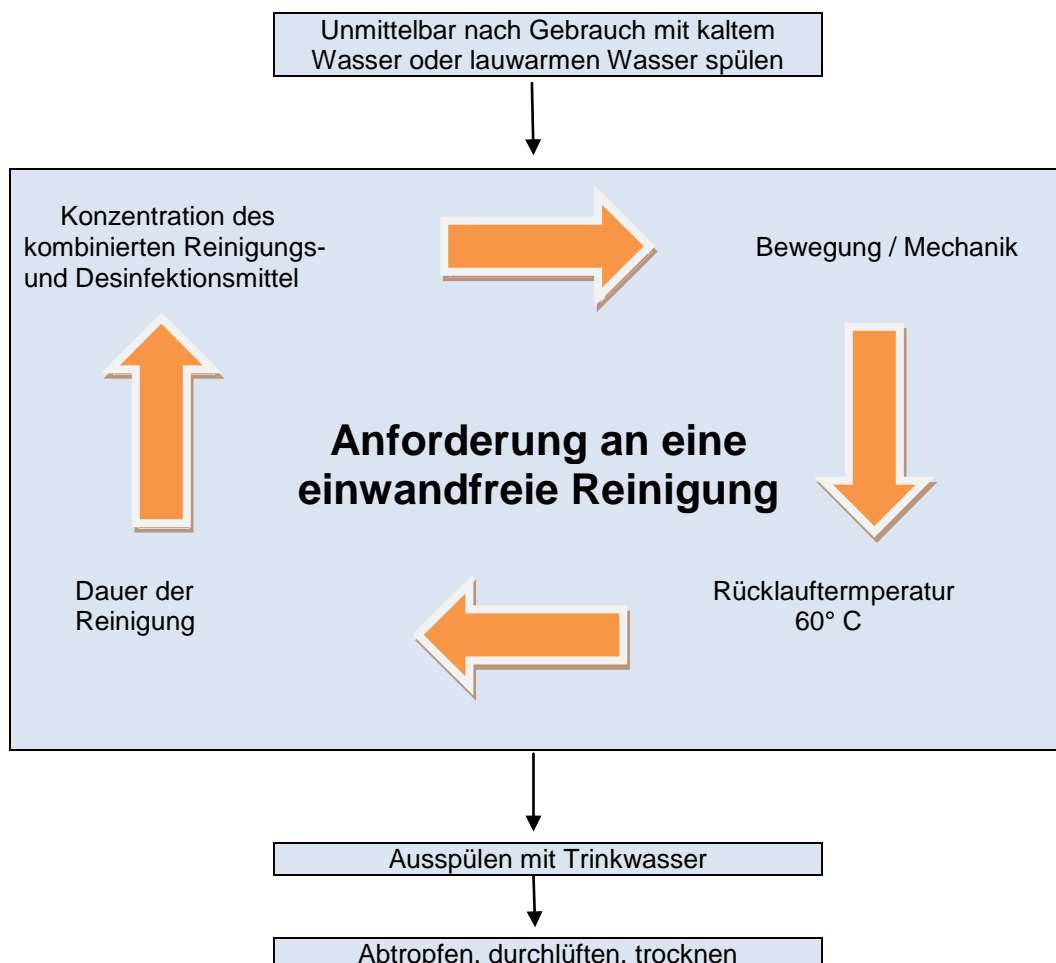 Unmittelbar nach Gebrauch mit kaltem
Wasser oder lauwarmen Wasser spülen
Konzentration des
kombinierten Reinigungs-
und Desinfektionsmittel
Bewegung / Mechanik
Anforderung an eine
einwandfreie Reinigung
Dauer der
Reinigung
Rücklauftermperatur
60° C
Ausspülen mit Trinkwasser
Abtropfen, durchlüften, trocknen